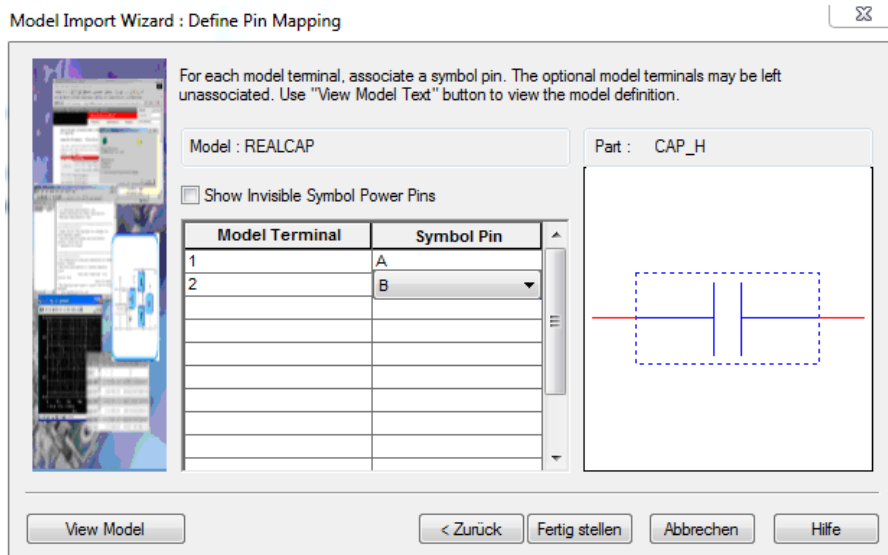 Model Import Wizard : Define Pin Mapping
For each model terminal, associate a symbol pin. The optional model terminals may be left
unassociated. Use "View Model Text" button to view the model definition.
Model : REALCAP
Part : CAP_H
Show Invisible Symbol Power Pins
Model Terminal Symbol Pin
1 A
2 B
View Model
< Zurück
Fertig stellen
Abbrechen
Hilfe